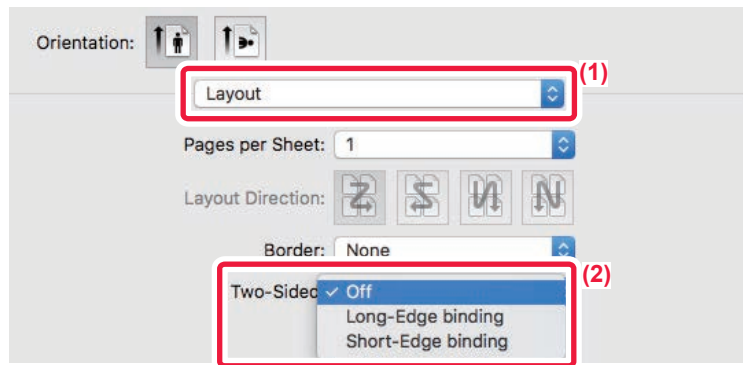 Orientation:
(1)
Layout
Pages per Sheet: 1
Layout Direction:
Border: None
(2)
Two-Sided ✓ Off
Long-Edge binding
Short-Edge binding